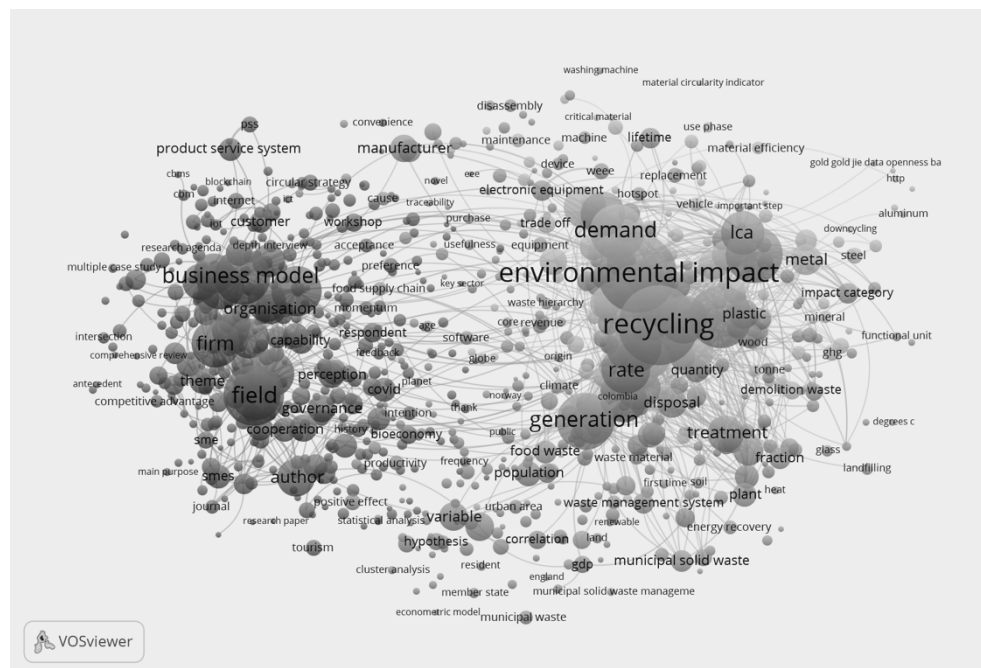 washing machine
material circularity indicator
disassembly
critical material
pss
convenience
use phase
maintenance
machine
lifetime
product service system
manufacturer
material efficiency
device
gold gold jie data openness ba
cbms
weee
eee
replacement
http
blockchain
circular strategy
novel
electronic equipment
cbm
internet
ict
cause
traceability
hotspot
vehicle
important step
aluminum
iot
customer
workshop
purchase
trade off
demand
lca
downcycling
research agenda
depth interview
acceptance
usefulness
equipment
steel
multiple case study
business model
preference
environmental impact
metal
food supply chain
key sector
impact category
organisation
momentum
waste hierarchy
plastic
mineral
age
core
revenue
recycling
intersection
firm
capability
respondent
software
wood
functional unit
comprehensive review
feedback
globe
origin
ghg
theme
perception
planet
rate
quantity
tonne
antecedent
covid
climate
demolition waste
competitive advantage
field
norway
colombia
governance
intention
thank
disposal
generation
cooperation
history
bioeconomy
public
treatment
degrees c
sme
food waste
glass
main purpose
smes
author
productivity
frequency
waste material
fraction
landfilling
population
first time
soil
journal
positive effect
urban area
waste management system
plant
heat
research paper
statistical analysis
variable
renewable
energy recovery
tourism
hypothesis
correlation
land
cluster analysis
resident
gdp
municipal solid waste
england
member state
municipal solid waste manageme
econometric model
municipal waste
VOSviewer